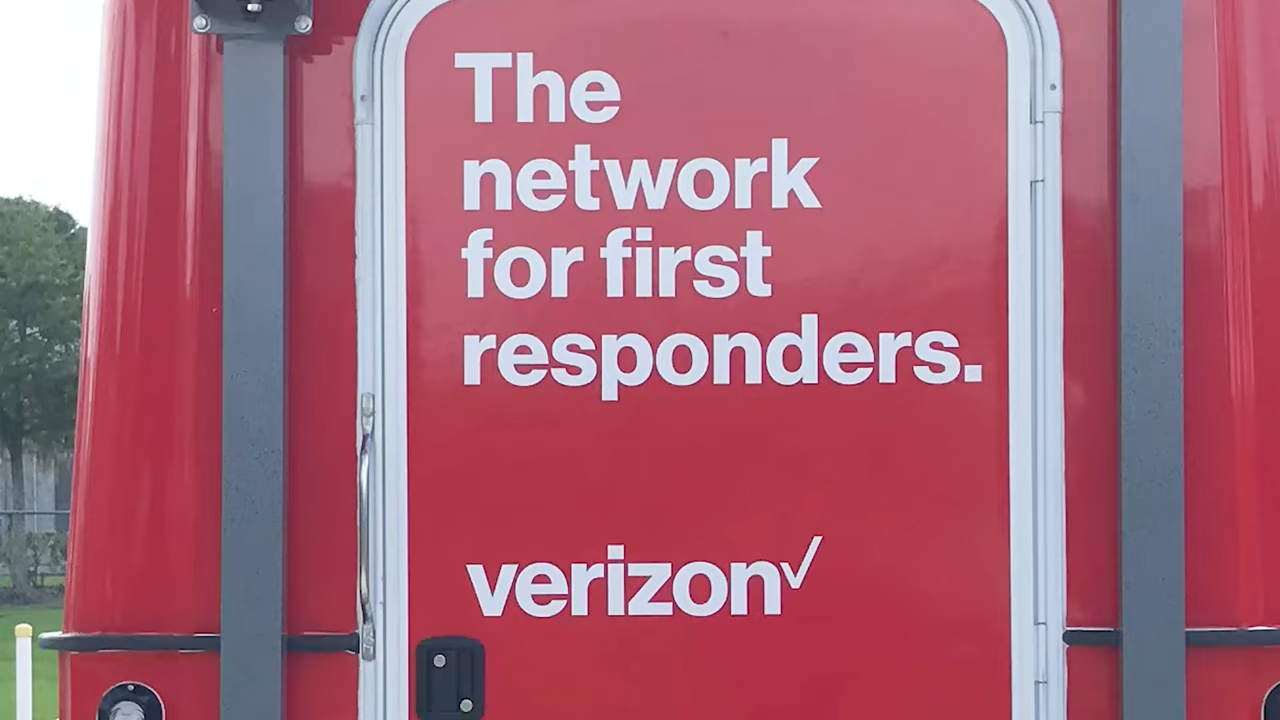 The
network
for first
responders.
verizon✓